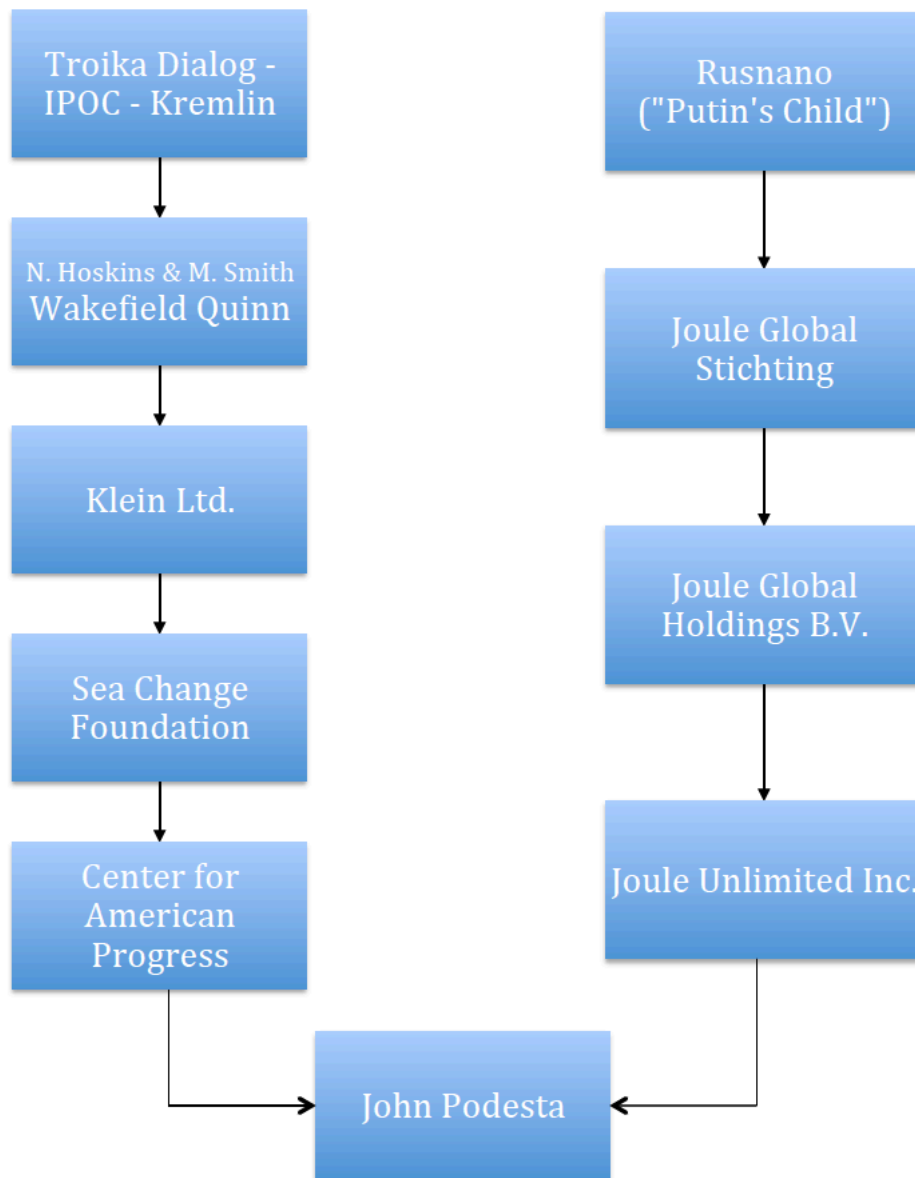 Troika Dialog -
IPOC - Kremlin
N. Hoskins & M. Smith
Wakefield Quinn
Klein Ltd.
Sea Change
Foundation
Center for
American
Progress
Rusnano
("Putin's Child")
Joule Global
Stichting
Joule Global
Holdings B.V.
Joule Unlimited Inc.
John Podesta